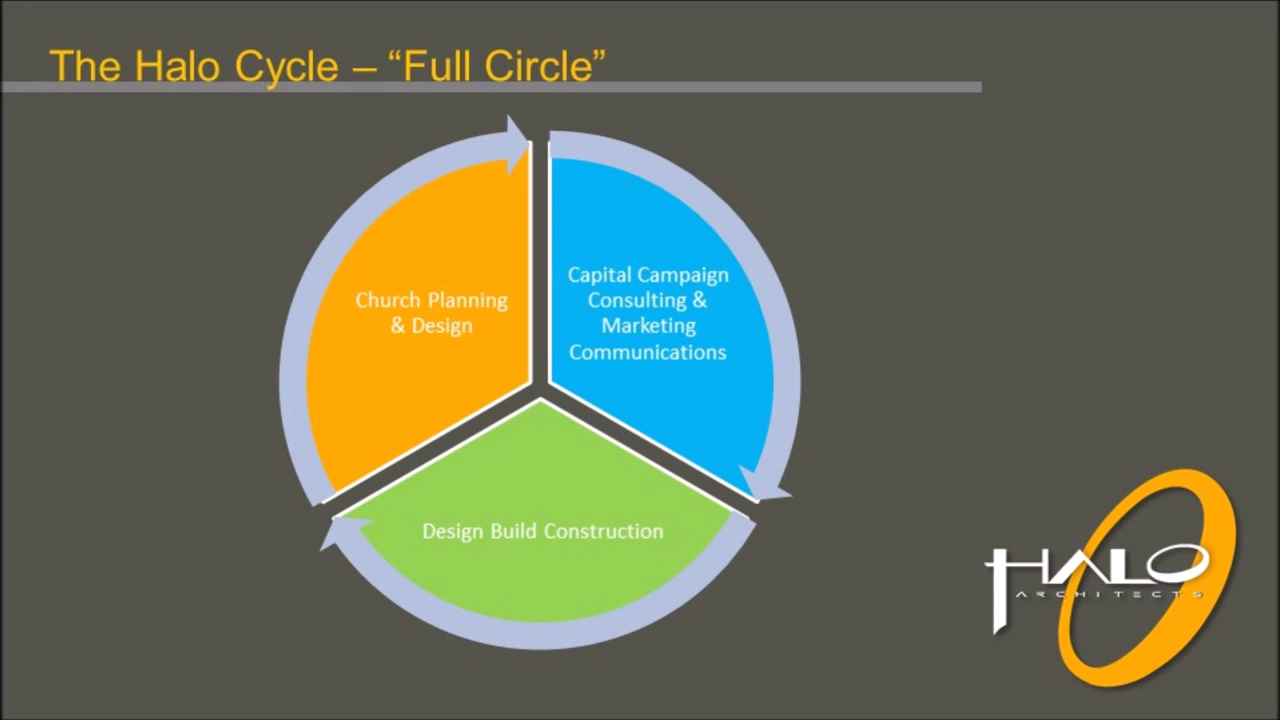 The Halo Cycle – “Full Circle”
Church Planning
& Design
Capital Campaign
Consulting &
Marketing
Communications
Design Build Construction
HALO
ARCHITECTS